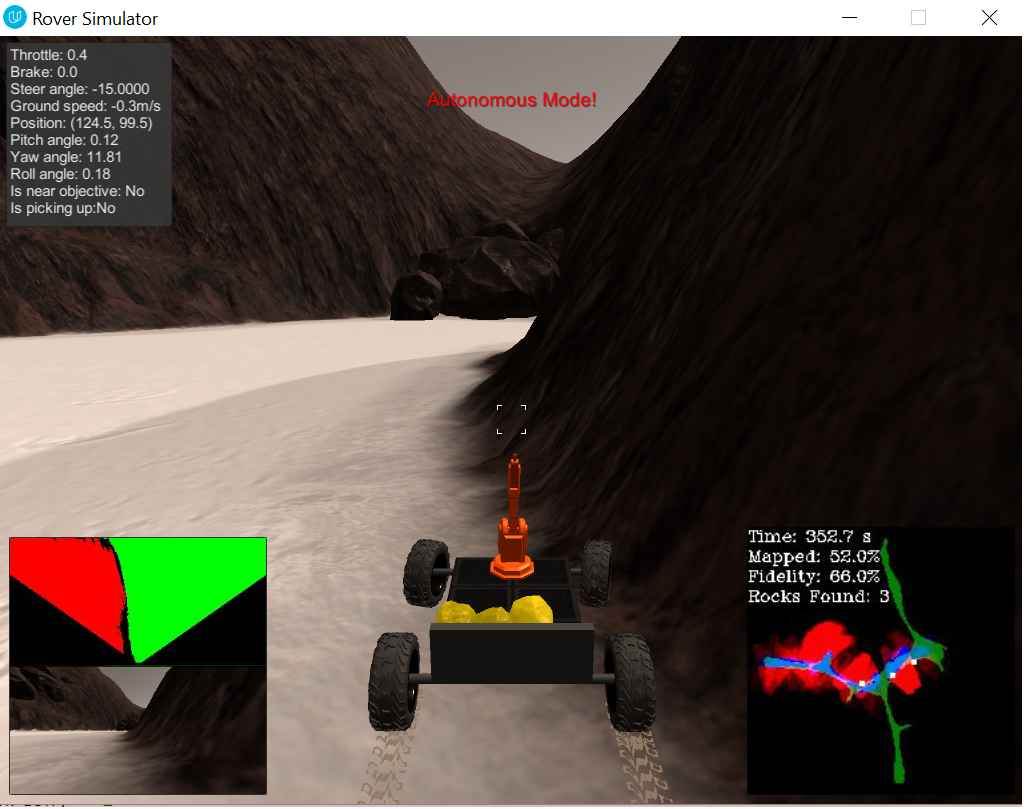 Rover Simulator
Throttle: 0.4
Brake: 0.0
Steer angle: -15.0000
Ground speed: -0.3m/s
Position: (124.5, 99.5)
Pitch angle: 0.12
Yaw angle: 11.81
Roll angle: 0.18
Is near objective: No
Is picking up:No
Autonomous Mode!
Time: 352.7 s
Mapped: 52.0%
Fidelity: 66.0%
Rocks Found: 3